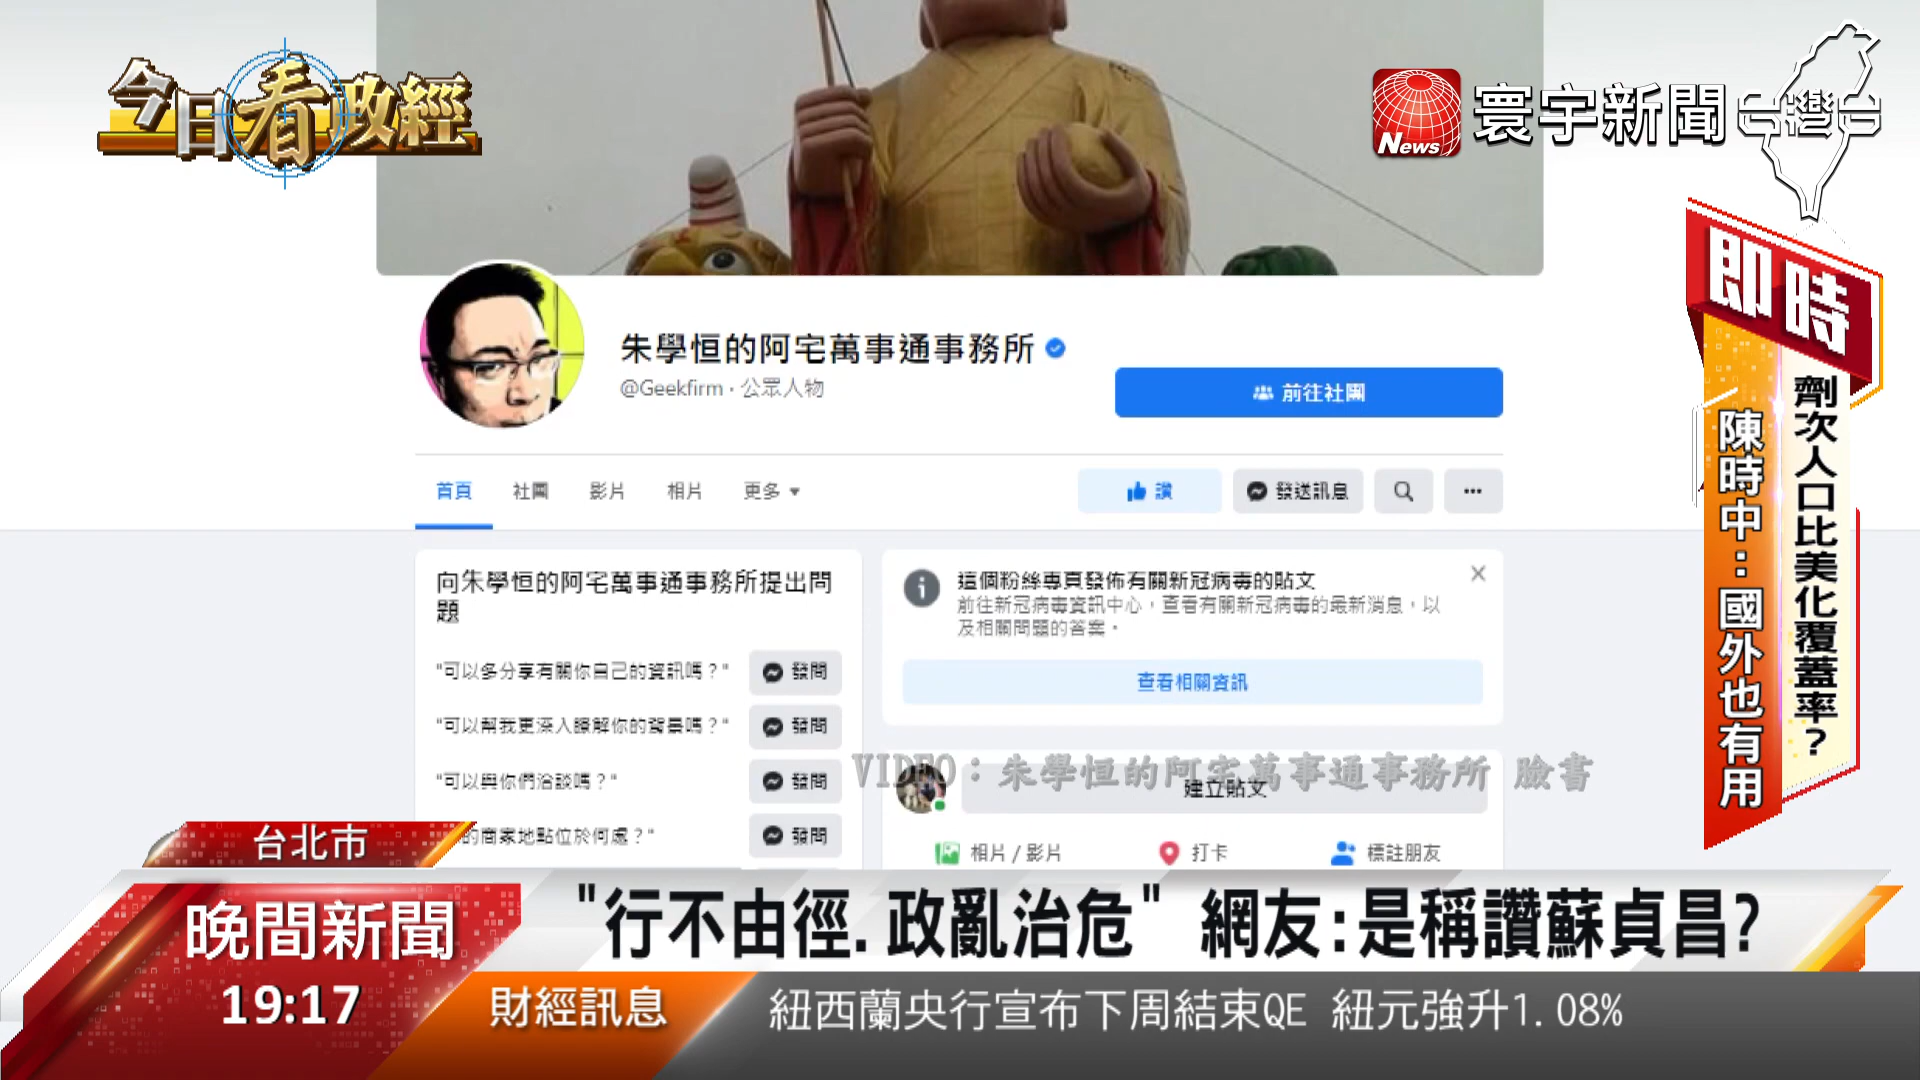 今日看政經
News 寰宇新聞 台灣台
即時
劑次人口比美化覆蓋率?
陳時中:國外也有用
朱學恒的阿宅萬事通事務所
@Geekfirm · 公眾人物
前往社團
首頁 社團 影片 相片 更多
讚 發送訊息
向朱學恒的阿宅萬事通事務所提出問
題
"可以多分享有關你自己的資訊嗎？" 發問
"可以幫我更深入瞭解你的背景嗎？" 發問
"可以與你們洽談嗎？" 發問
的商家地點位於何處？" 發問
這個粉絲專頁發佈有關新冠病毒的貼文
前往新冠病毒資訊中心，查看有關新冠病毒的最新消息，以
及相關問題的答案。
查看相關資訊
VIDEO：朱學恒的阿宅萬事通事務所 臉書
建立貼文
相片 / 影片 打卡 標註朋友
台北市
晚間新聞
"行不由徑.政亂治危" 網友:是稱讚蘇貞昌?
19:17
財經訊息
紐西蘭央行宣布下周結束QE 紐元強升1.08%